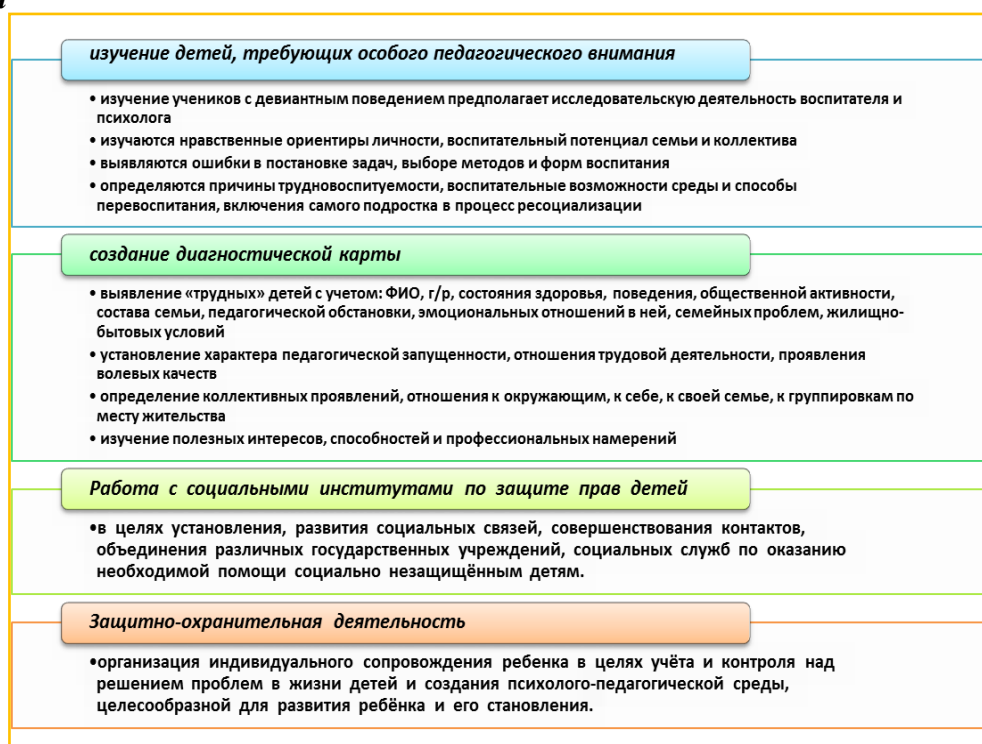 изучение детей, требующих особого педагогического внимания
• изучение учеников с девиантным поведением предполагает исследовательскую деятельность воспитателя и
психолога
• изучаются нравственные ориентиры личности, воспитательный потенциал семьи и коллектива
• выявляются ошибки в постановке задач, выборе методов и форм воспитания
• определяются причины трудновоспитуемости, воспитательные возможности среды и способы
перевоспитания, включения самого подростка в процесс ресоциализации
создание диагностической карты
• выявление «трудных» детей с учетом: ФИО, г/р, состояния здоровья, поведения, общественной активности,
состава семьи, педагогической обстановки, эмоциональных отношений в ней, семейных проблем, жилищно-
бытовых условий
• установление характера педагогической запущенности, отношения трудовой деятельности, проявления
волевых качеств
• определение коллективных проявлений, отношения к окружающим, к себе, к своей семье, к группировкам по
месту жительства
• изучение полезных интересов, способностей и профессиональных намерений
Работа с социальными институтами по защите прав детей
•в целях установления, развития социальных связей, совершенствования контактов,
объединения различных государственных учреждений, социальных служб по оказанию
необходимой помощи социально незащищённым детям.
Защитно-охранительная деятельность
•организация индивидуального сопровождения ребенка в целях учёта и контроля над
решением проблем в жизни детей и создания психолого-педагогической среды,
целесообразной для развития ребёнка и его становления.